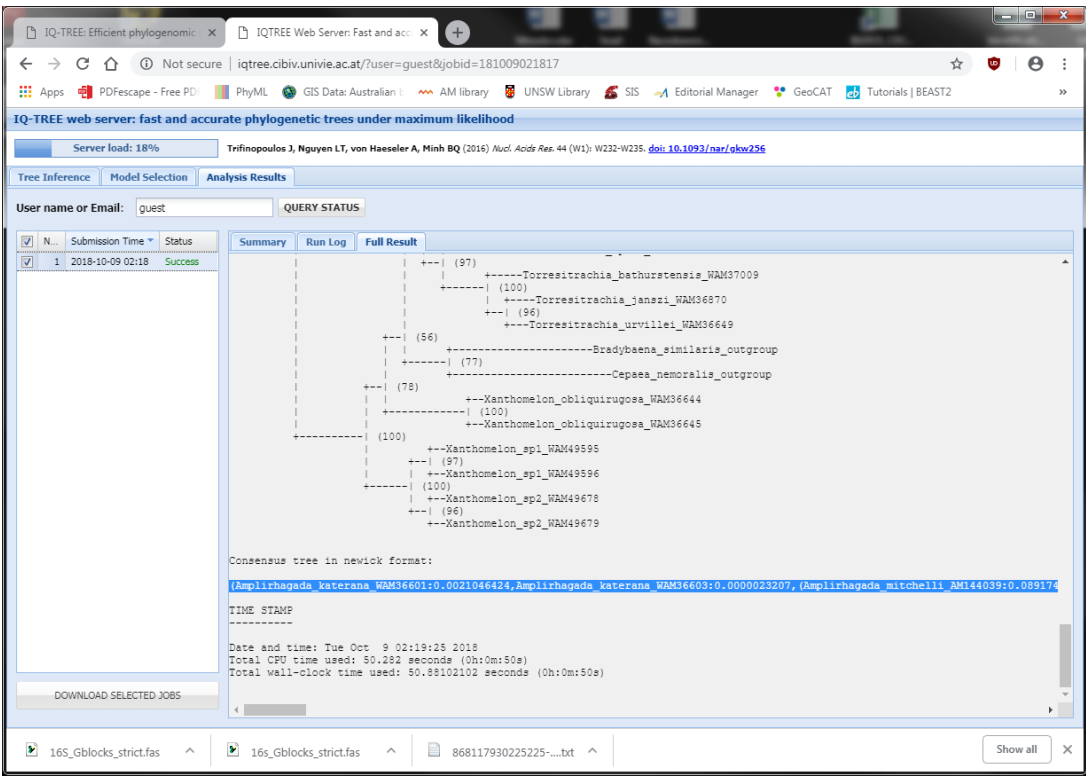 IQ-TREE: Efficient phylogenomic
IQTREE Web Server: Fast and acc
Not secure | iqtree.cibiv.univie.ac.at/?user=guest&jobid=181009021817
Apps PDFescape - Free PD PhyML GIS Data: Australian AM library UNSW Library SIS Editorial Manager GeoCAT Tutorials | BEAST2 »
IQ-TREE web server: fast and accurate phylogenetic trees under maximum likelihood
Server load: 18% Trifinopoulos J, Nguyen LT, von Haeseler A, Minh BQ (2016) Nucl. Acids Res. 44 (W1): W232-W235. doi: 10.1093/nar/gkw256
Tree Inference Model Selection Analysis Results
User name or Email: guest QUERY STATUS
N... Submission Time Status Summary Run Log Full Result
1 2018-10-09 02:18 Success
(97)
Torresitrachia_bathurstensis_WAM37009
(100)
Torresitrachia_janszi_WAM36870
(96)
Torresitrachia_urvillei_WAM36649
(56)
Bradybaena_similaris_outgroup
(77)
Cepaea_nemoralis_outgroup
(78)
Xanthomelon_obliquirugosa_WAM36644
(100)
Xanthomelon_obliquirugosa_WAM36645
(100)
Xanthomelon_sp1_WAM49595
(97)
Xanthomelon_sp1_WAM49596
(100)
Xanthomelon_sp2_WAM49678
(96)
Xanthomelon_sp2_WAM49679
Consensus tree in newick format:
(Amplirhagada_katerana_WAM36601:0.0021046424,Amplirhagada_katerana_WAM36603:0.0000023207,(Amplirhagada_mitchelli_AM144039:0.089174
TIME STAMP
----------
Date and time: Tue Oct 9 02:19:25 2018
Total CPU time used: 50.282 seconds (0h:0m:50s)
Total wall-clock time used: 50.88102102 seconds (0h:0m:50s)
DOWNLOAD SELECTED JOBS
16S_Gblocks_strict.fas 16s_Gblocks_strict.fas 868117930225225-....txt Show all